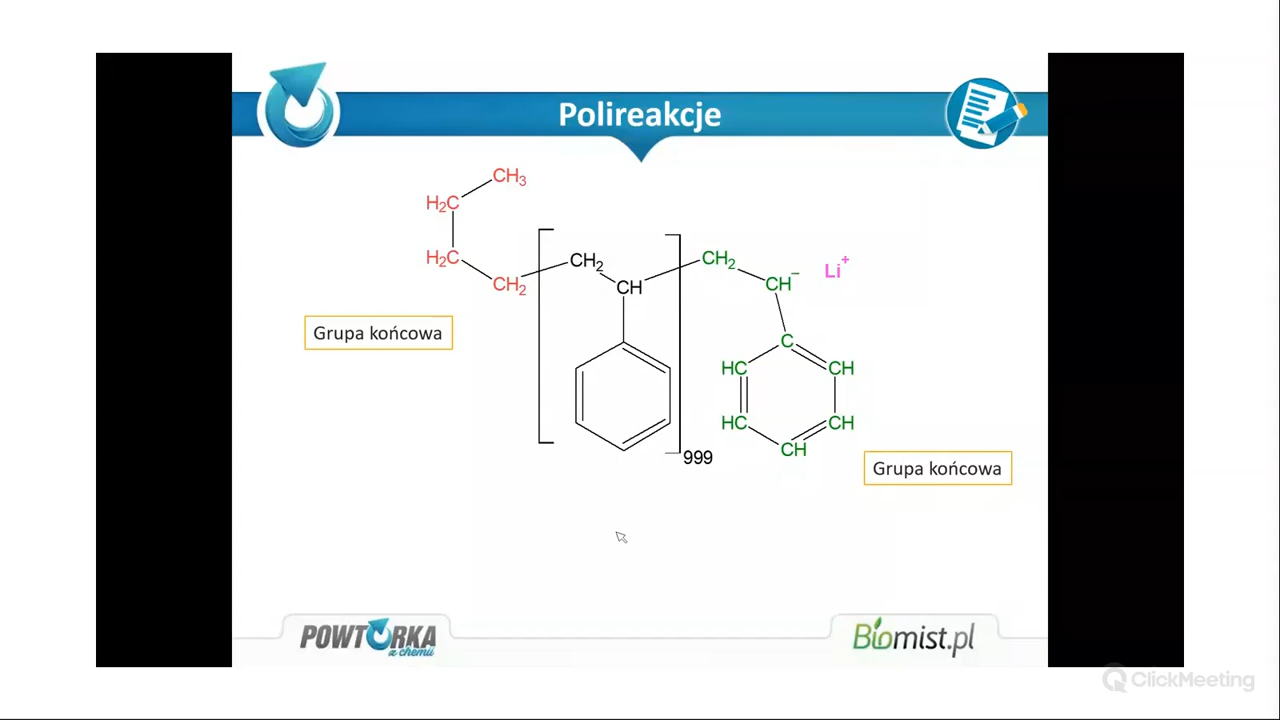 Polireakcje
CH3
H2C
H2C
CH2
CH2
CH
CH2
CH−
Li+
Grupa końcowa
C
HC
CH
HC
CH
CH
999
Grupa końcowa
POWTÓRKA
z chemii
Biomist.pl
ClickMeeting